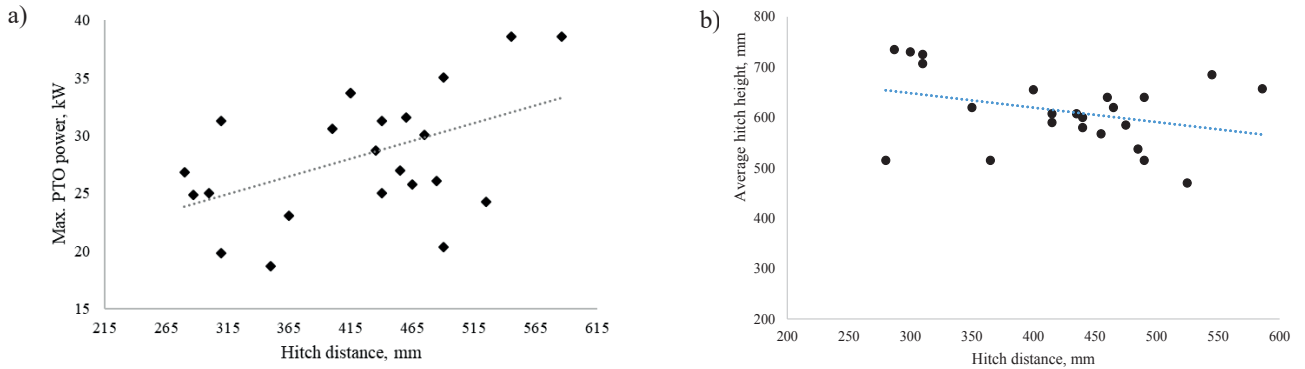 a)
40
35
30
25
20
15
Max. PTO power, kW
215 265 315 365 415 465 515 565 615
Hitch distance, mm
b)
800
700
600
500
400
300
200
Average hitch height, mm
200 250 300 350 400 450 500 550 600
Hitch distance, mm